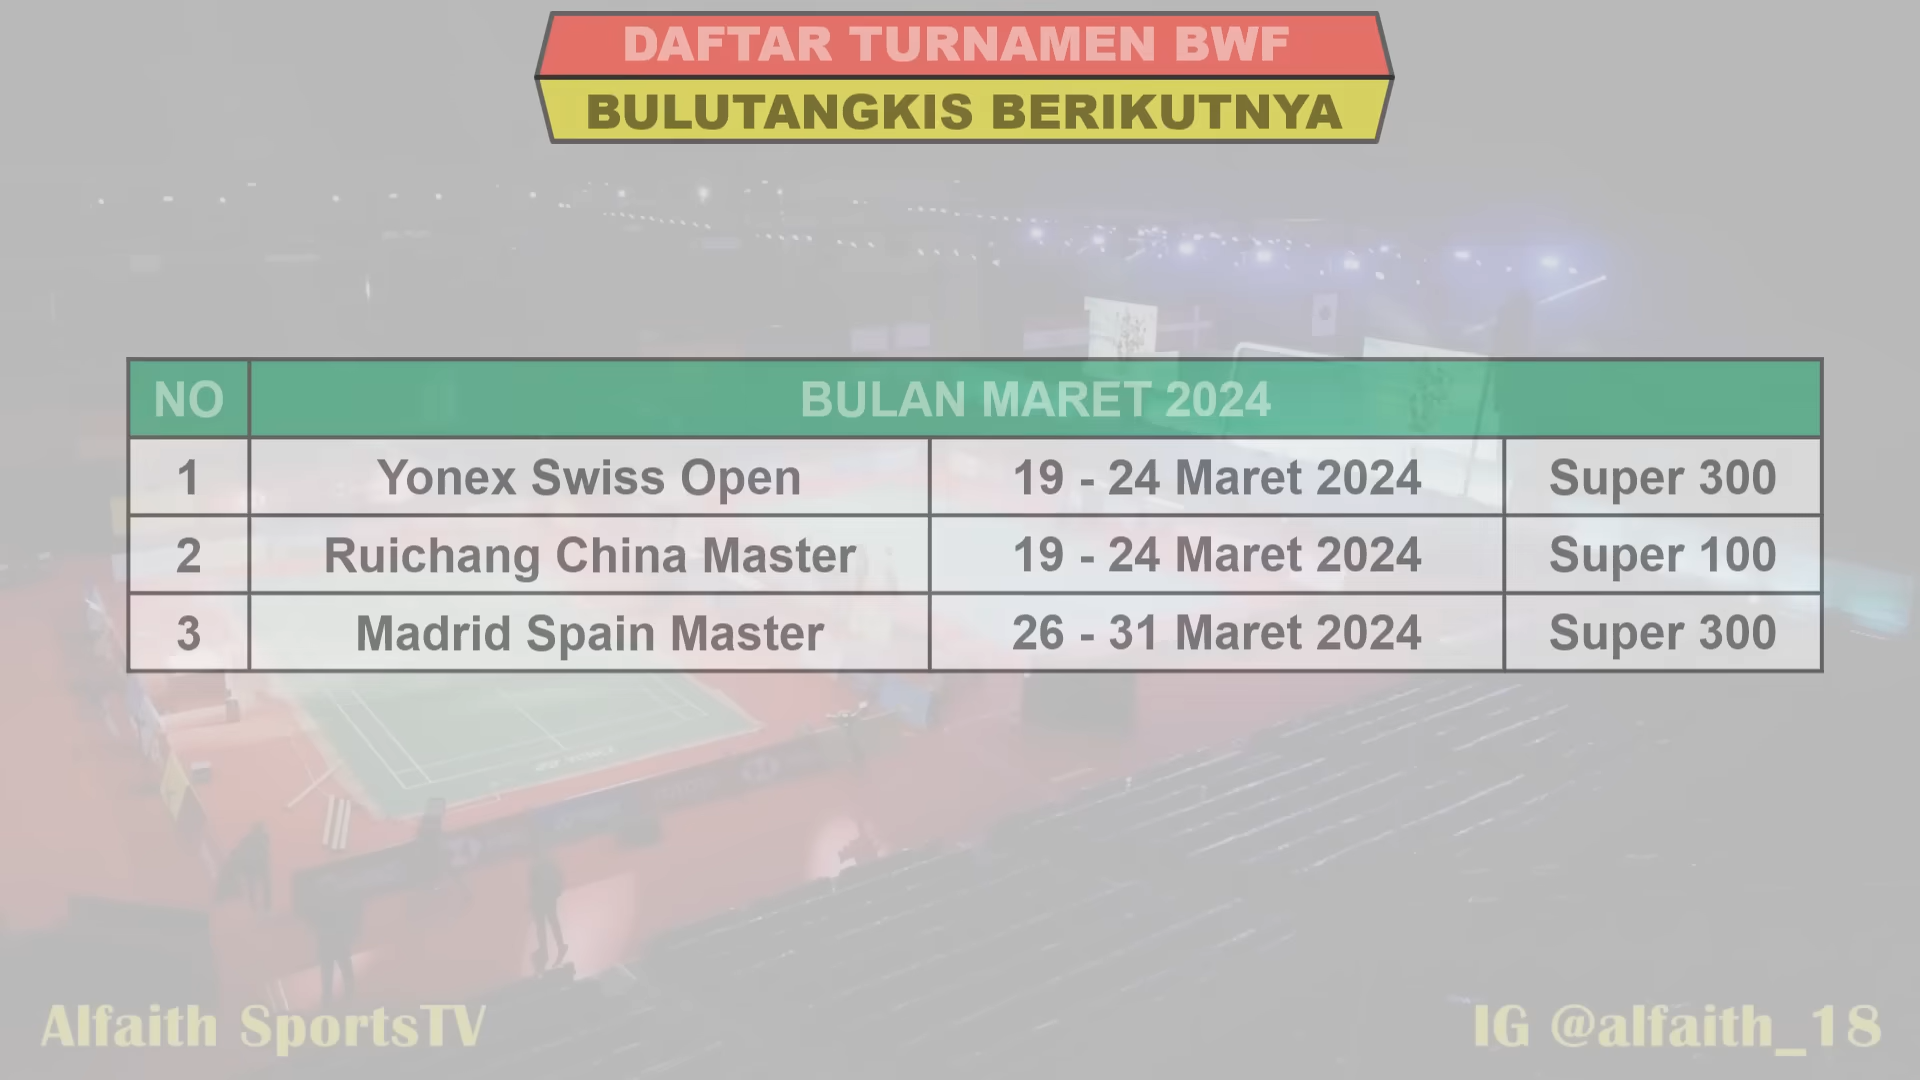 DAFTAR TURNAMEN BWF
BULUTANGKIS BERIKUTNYA
NO BULAN MARET 2024
1 Yonex Swiss Open 19 - 24 Maret 2024 Super 300
2 Ruichang China Master 19 - 24 Maret 2024 Super 100
3 Madrid Spain Master 26 - 31 Maret 2024 Super 300
Alfaith SportsTV
IG @alfaith_18